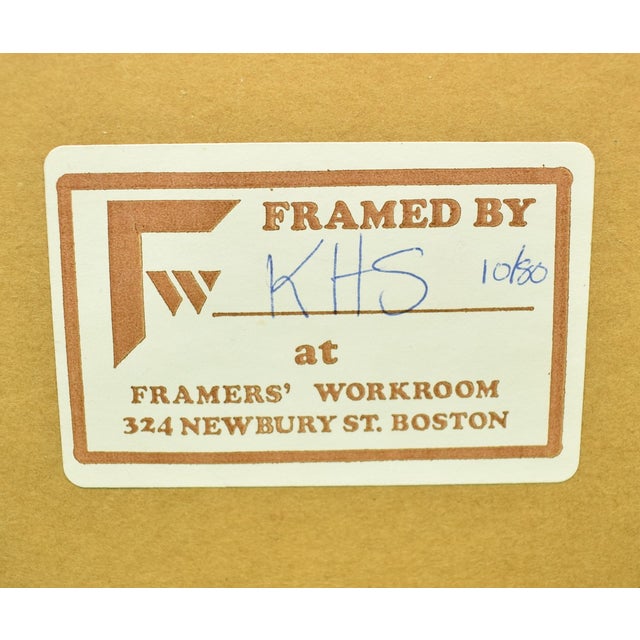 FRAMED BY
W KHS 10/80
at
FRAMERS' WORKROOM
324 NEWBURY ST. BOSTON